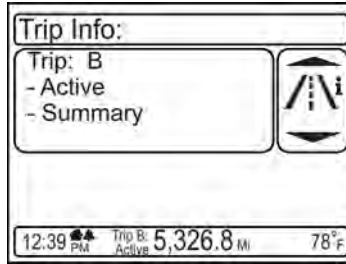 Trip Info:
Trip: B
- Active
- Summary
i
12:39 PM Trip B: Active 5,326.8 Mi 78°F